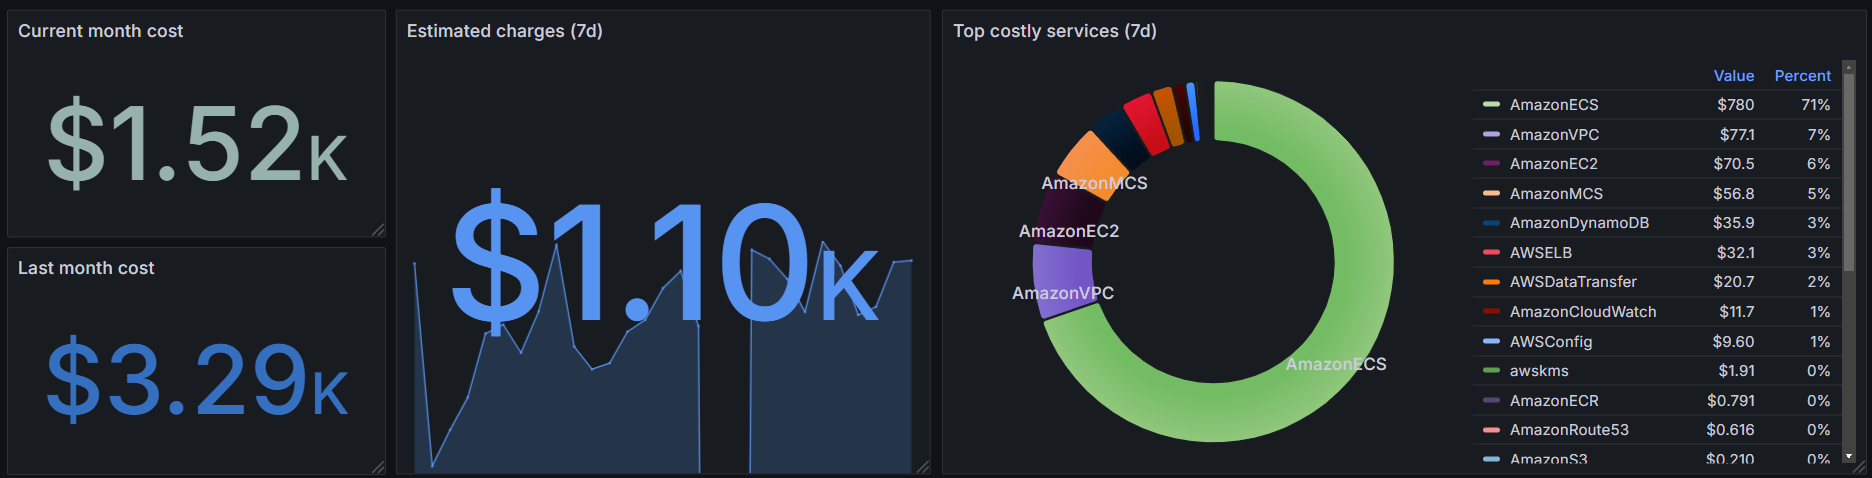 Current month cost
$1.52K
Last month cost
$3.29K
Estimated charges (7d)
$1.10K
Top costly services (7d)
AmazonMCS
AmazonEC2
AmazonVPC
AmazonECS
Value Percent
AmazonECS $780 71%
AmazonVPC $77.1 7%
AmazonEC2 $70.5 6%
AmazonMCS $56.8 5%
AmazonDynamoDB $35.9 3%
AWSELB $32.1 3%
AWSDataTransfer $20.7 2%
AmazonCloudWatch $11.7 1%
AWSConfig $9.60 1%
awskms $1.91 0%
AmazonECR $0.791 0%
AmazonRoute53 $0.616 0%
AmazonS3 $0.210 0%